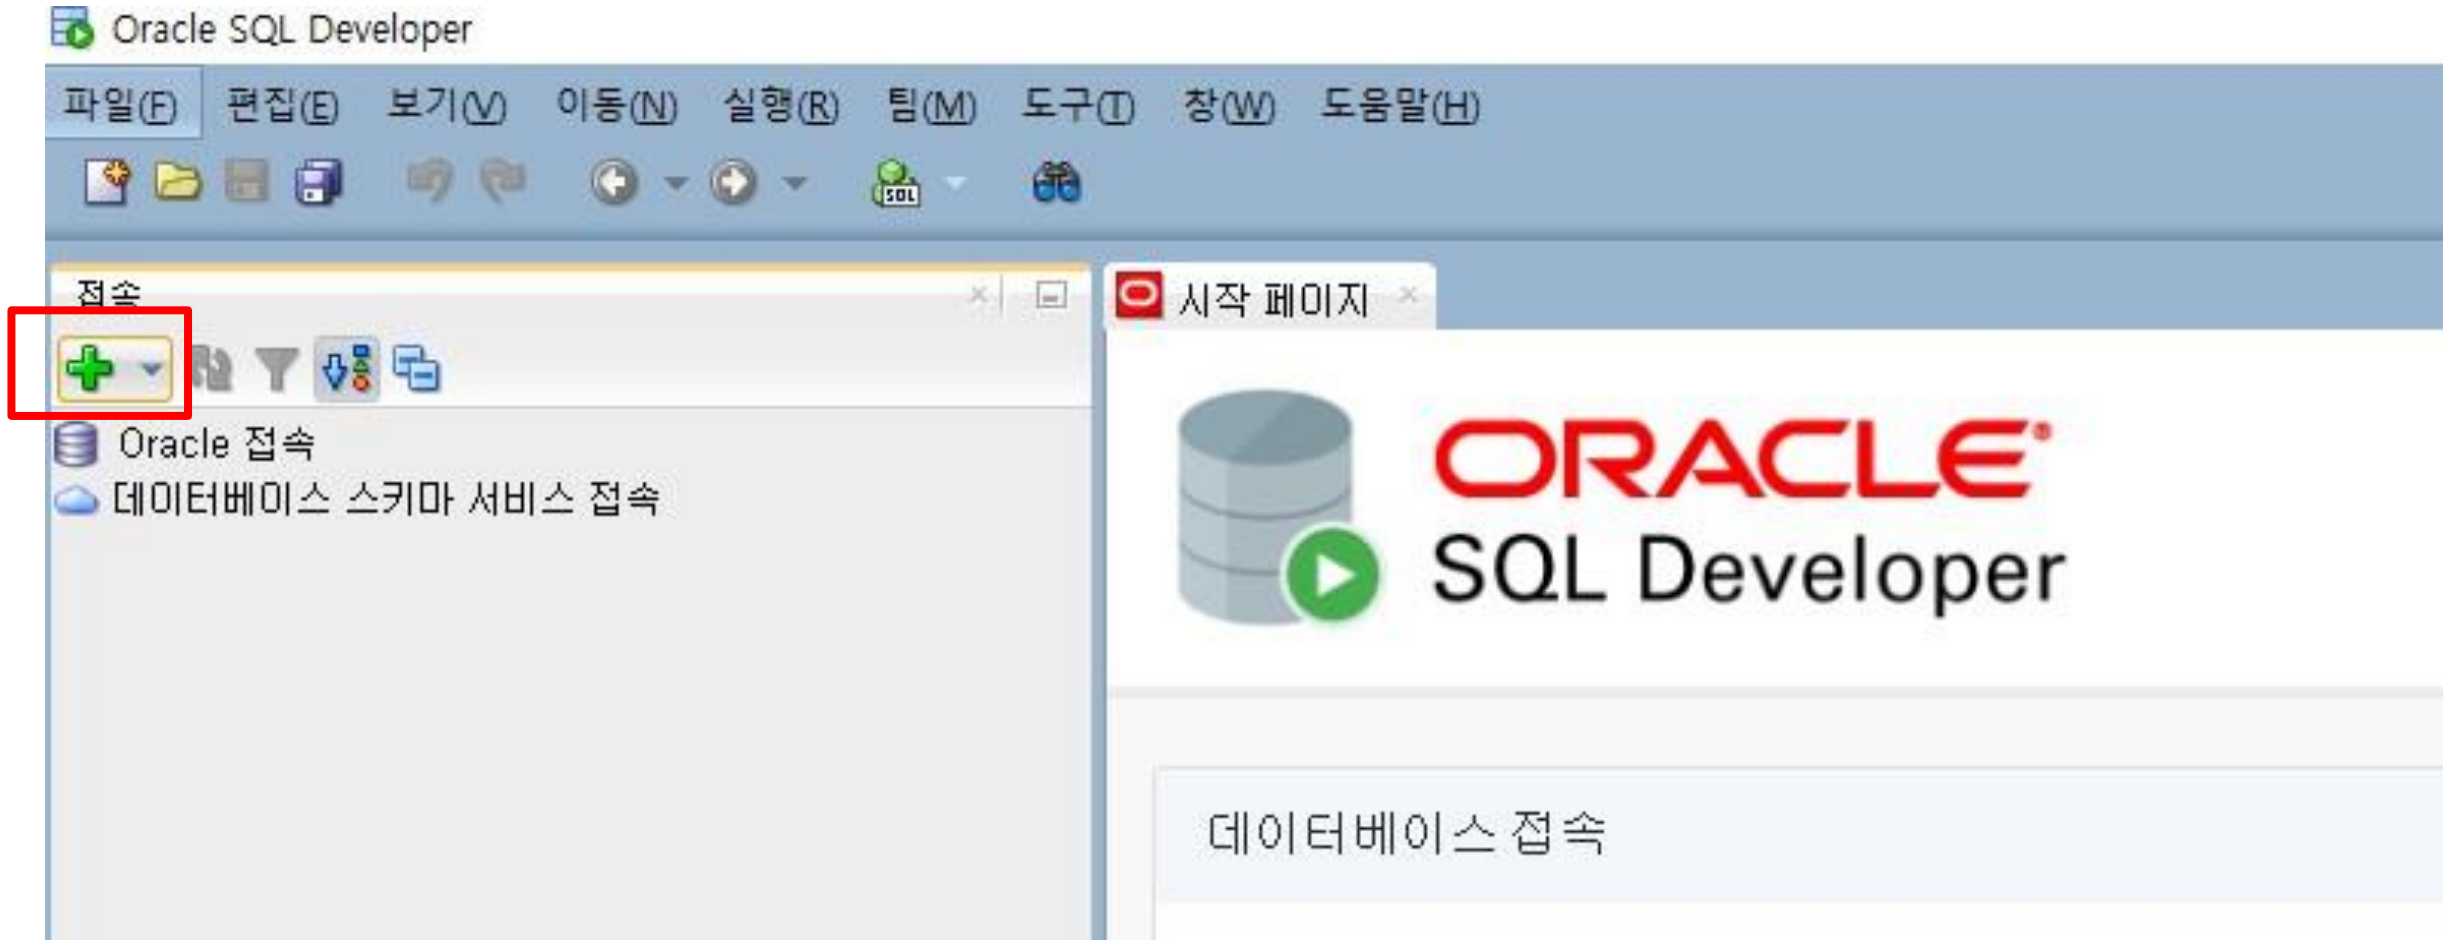 Oracle SQL Developer
파일(F) 편집(E) 보기(V) 이동(N) 실행(R) 팀(M) 도구(T) 창(W) 도움말(H)
SQL
접속
시작 페이지
Oracle 접속
데이터베이스 스키마 서비스 접속
ORACLE®
SQL Developer
데이터베이스 접속